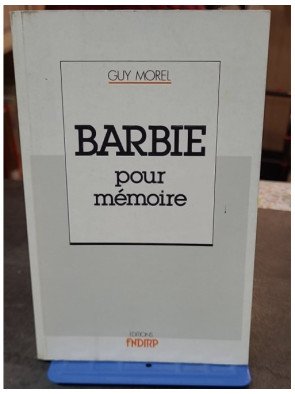 GUY MOREL
BARBIE
pour
mémoire
EDITIONS
FNDIRP